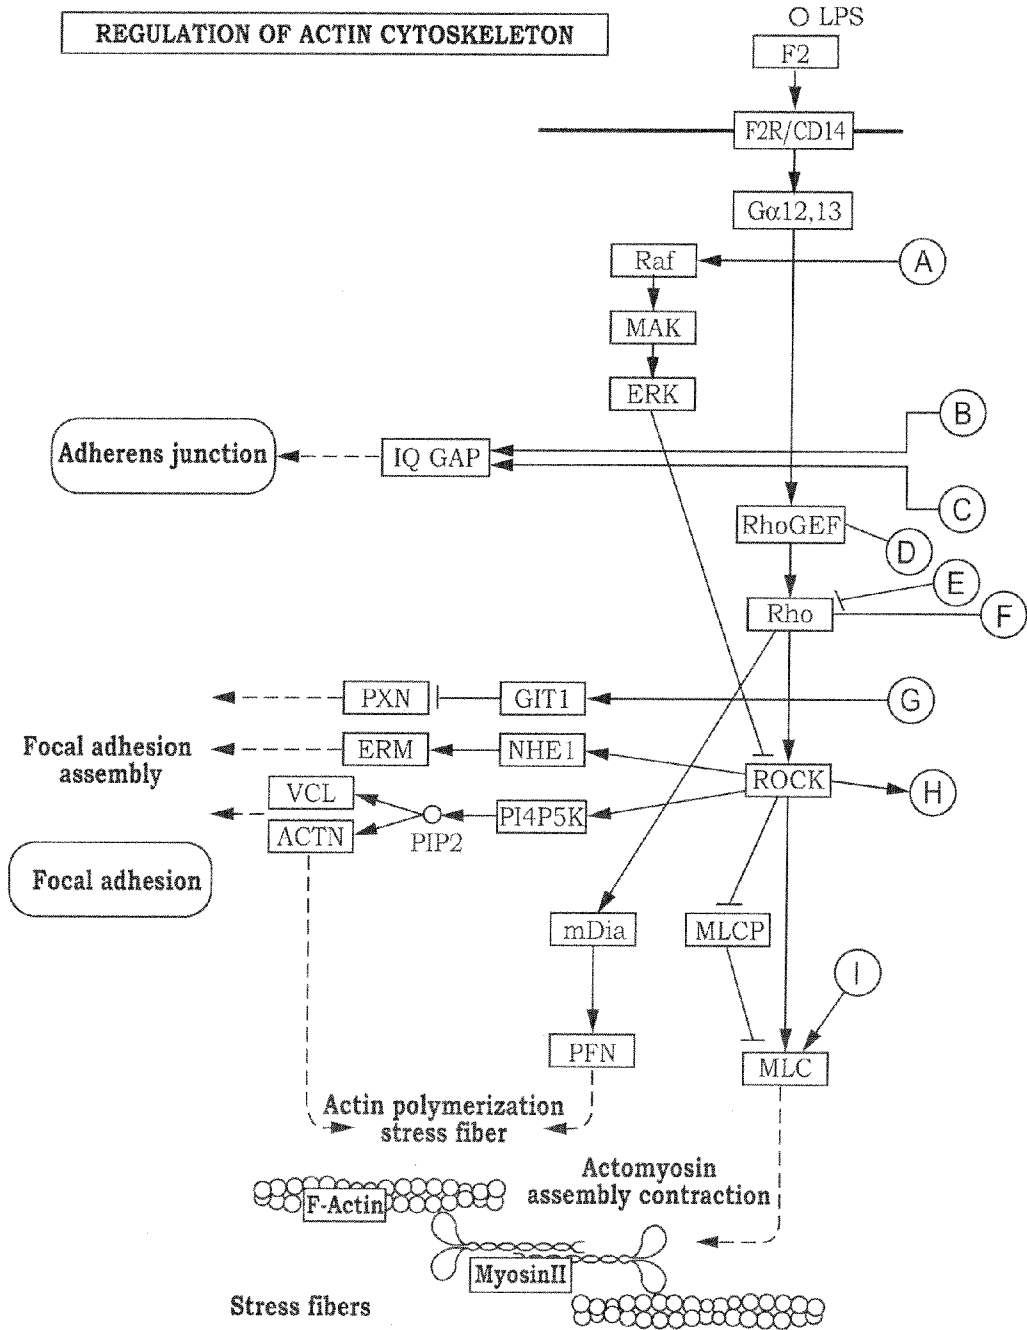 REGULATION OF ACTIN CYTOSKELETON
LPS
F2
F2R/CD14
Gα12,13
Raf
A
MAK
ERK
B
Adherens junction
IQ GAP
C
RhoGEF
D
E
Rho
F
PXN
GIT1
G
Focal adhesion
assembly
ERM
NHE1
ROCK
H
VCL
ACTN
PIP2
PI4P5K
Focal adhesion
mDia
MLCP
I
PFN
MLC
Actin polymerization
stress fiber
Actomyosin
assembly contraction
F-Actin
MyosinII
Stress fibers